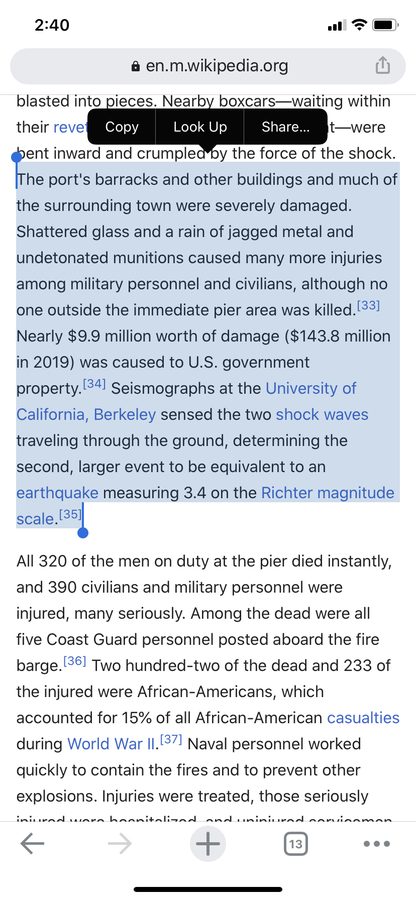 2:40
en.m.wikipedia.org
blasted into pieces. Nearby boxcars—waiting within
their revet
Copy Look Up Share...
nt—were
bent inward and crumpled by the force of the shock.
The port's barracks and other buildings and much of
the surrounding town were severely damaged.
Shattered glass and a rain of jagged metal and
undetonated munitions caused many more injuries
among military personnel and civilians, although no
one outside the immediate pier area was killed.[33]
Nearly $9.9 million worth of damage ($143.8 million
in 2019) was caused to U.S. government
property.[34] Seismographs at the University of
California, Berkeley sensed the two shock waves
traveling through the ground, determining the
second, larger event to be equivalent to an
earthquake measuring 3.4 on the Richter magnitude
scale.[35]
All 320 of the men on duty at the pier died instantly,
and 390 civilians and military personnel were
injured, many seriously. Among the dead were all
five Coast Guard personnel posted aboard the fire
barge.[36] Two hundred-two of the dead and 233 of
the injured were African-Americans, which
accounted for 15% of all African-American casualties
during World War II.[37] Naval personnel worked
quickly to contain the fires and to prevent other
explosions. Injuries were treated, those seriously
injured were hospitalized, and uninjured servicemen
13